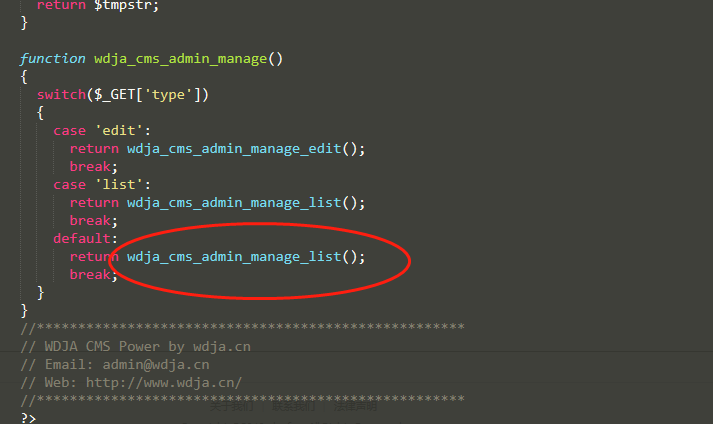 return $tmpstr;
}
function wdja_cms_admin_manage()
{
switch($_GET['type'])
{
case 'edit':
return wdja_cms_admin_manage_edit();
break;
case 'list':
return wdja_cms_admin_manage_list();
break;
default:
return wdja_cms_admin_manage_list();
break;
}
}
//****************************************************
// WDJA CMS Power by wdja.cn
// Email: admin@wdja.cn
// Web: http://www.wdja.cn/
//****************************************************
?>